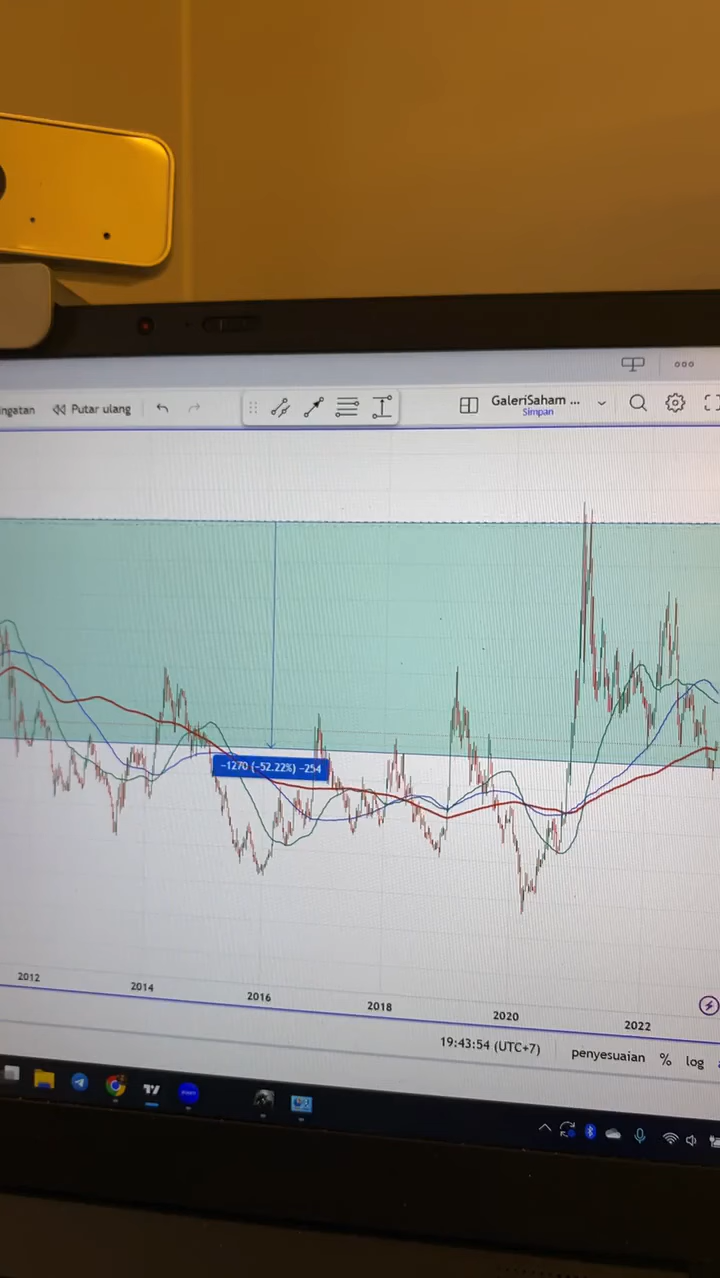 ingatan
Putar ulang
GaleriSaham ...
Simpan
-1270 (-52.22%) -254
2012
2014
2016
2018
2020
2022
19:43:54 (UTC+7)
penyesuaian
%
log